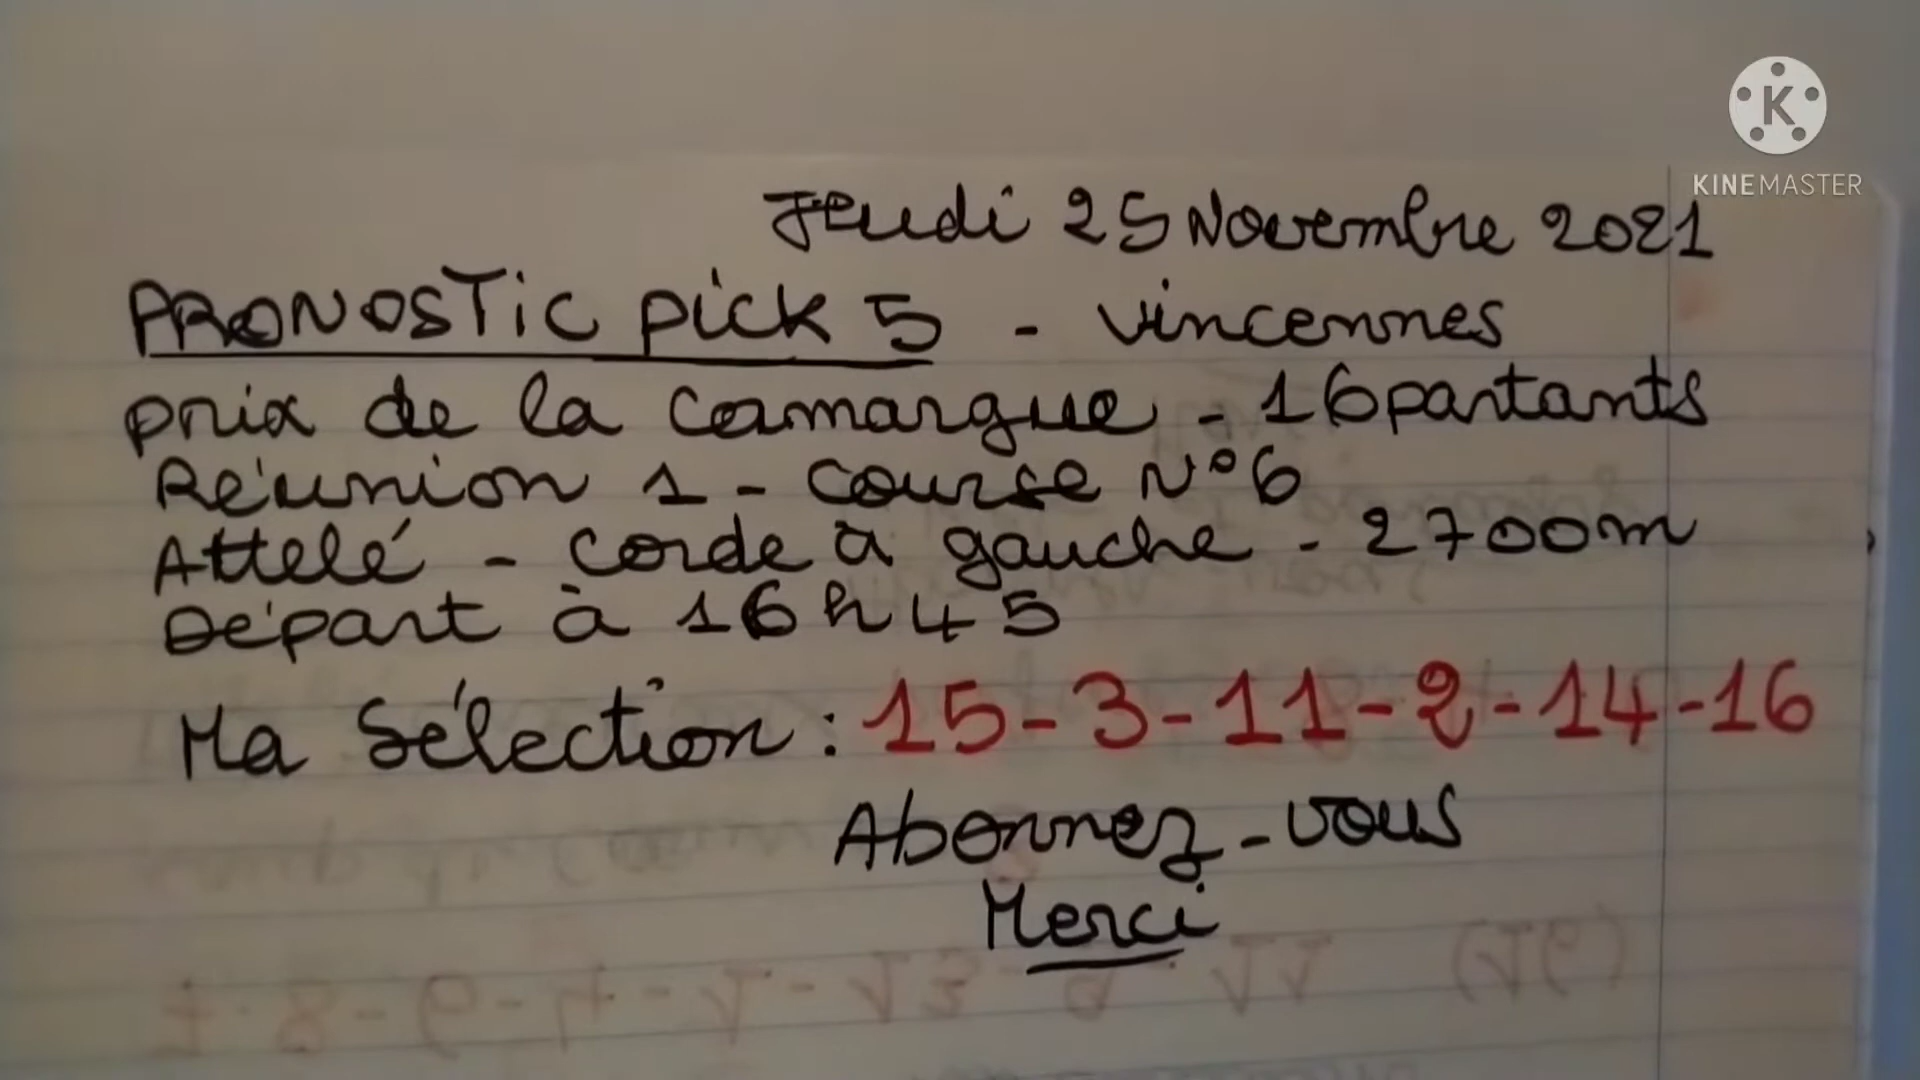 K
KINEMASTER
Jeudi 25 Novembre 2021
PRONOSTIC pick 5 - Vincennes
prix de la Camargue - 16 partants
Réunion 1 - Course N°6
Attelé - Corde à gauche - 2700m
Départ à 16h45
Ma Sélection : 15-3-11-2-14-16
Abonnez-vous
Merci